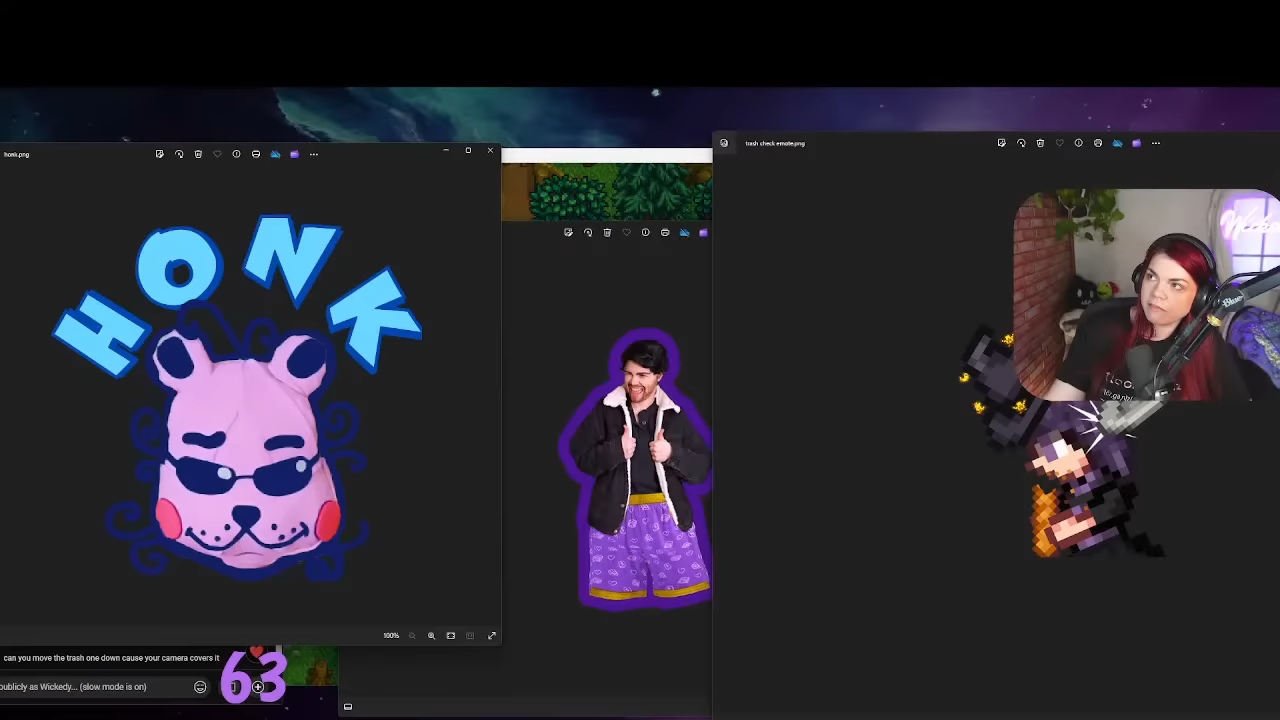 trash check emote.png
honk.png
HONK
Blue
100%
can you move the trash one down cause your camera covers it
publicly as Wickedy... (slow mode is on)
63